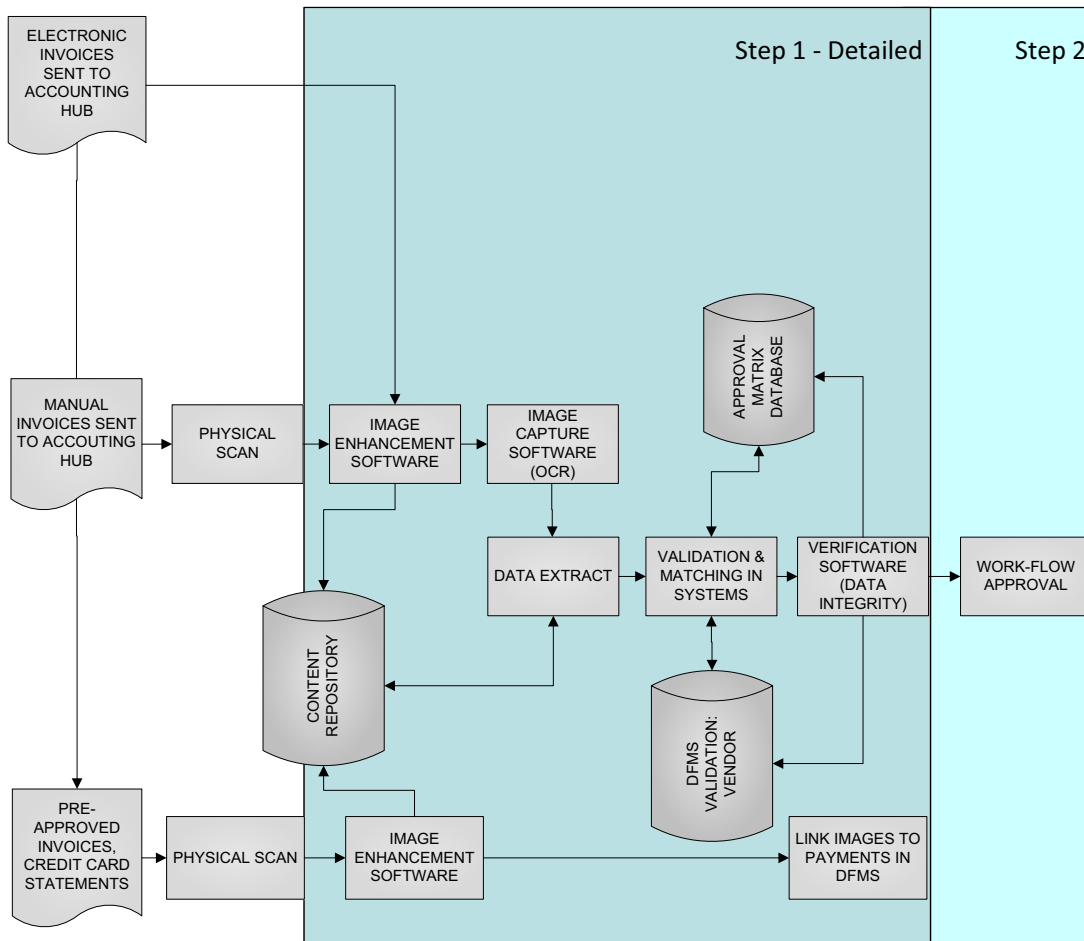 ELECTRONIC
INVOICES
SENT TO
ACCOUNTING
HUB
Step 1 - Detailed
Step 2
APPROVAL
MATRIX
DATABASE
MANUAL
INVOICES SENT
TO ACCOUTING
HUB
PHYSICAL
SCAN
IMAGE
ENHANCEMENT
SOFTWARE
IMAGE
CAPTURE
SOFTWARE
(OCR)
DATA EXTRACT
VALIDATION &
MATCHING IN
SYSTEMS
VERIFICATION
SOFTWARE
(DATA
INTEGRITY)
WORK-FLOW
APPROVAL
CONTENT
REPOSITORY
DFMS
VALIDATION:
VENDOR
PRE-
APPROVED
INVOICES,
CREDIT CARD
STATEMENTS
PHYSICAL SCAN
IMAGE
ENHANCEMENT
SOFTWARE
LINK IMAGES TO
PAYMENTS IN
DFMS